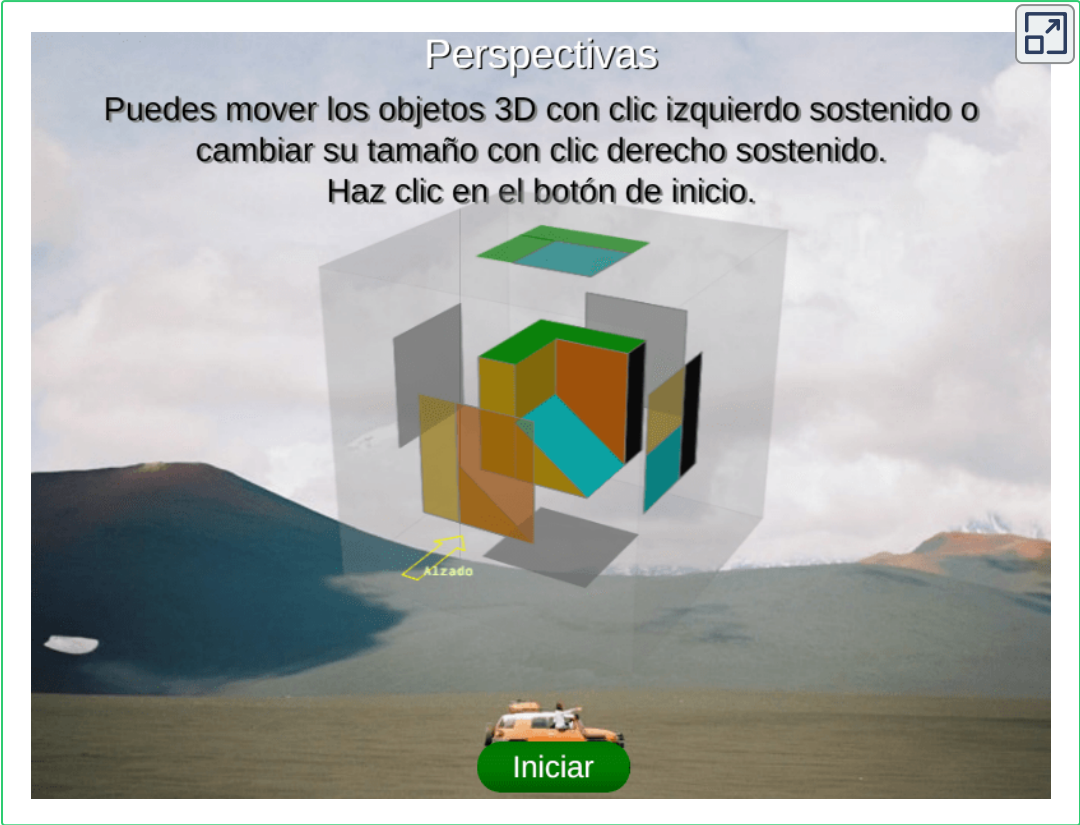 Perspectivas
Puedes mover los objetos 3D con clic izquierdo sostenido o
cambiar su tamaño con clic derecho sostenido.
Haz clic en el botón de inicio.
Alzado
Iniciar